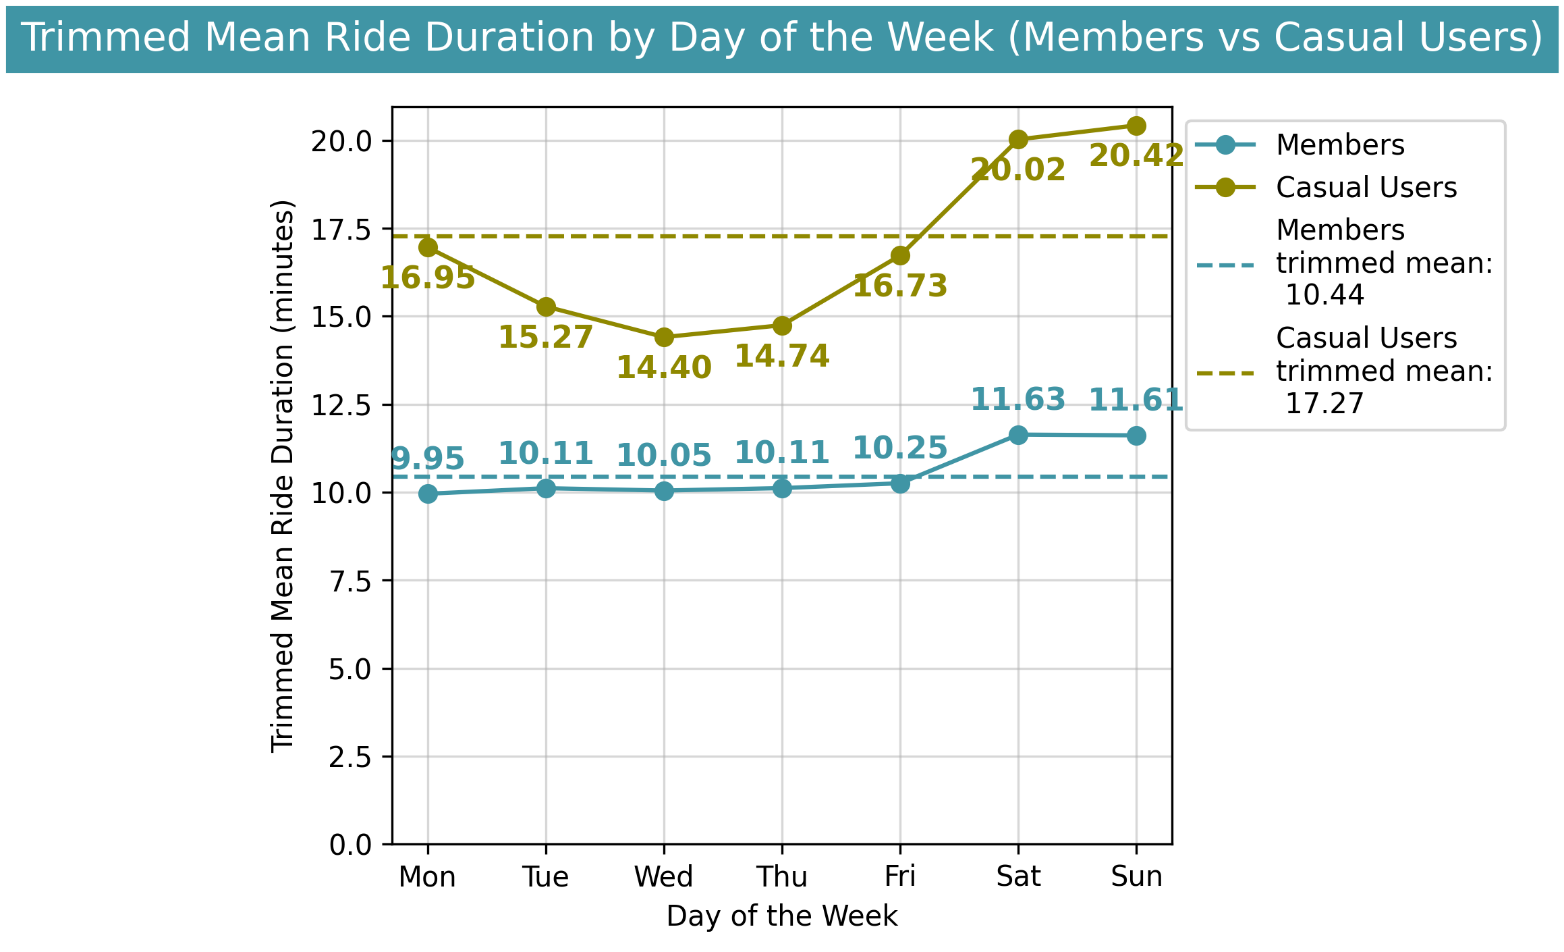 Trimmed Mean Ride Duration by Day of the Week (Members vs Casual Users)
Trimmed Mean Ride Duration (minutes)
20.0
17.5
15.0
12.5
10.0
7.5
5.0
2.5
0.0
16.95
15.27
14.40
14.74
16.73
20.02
20.42
9.95
10.11
10.05
10.11
10.25
11.63
11.61
Mon
Tue
Wed
Thu
Fri
Sat
Sun
Day of the Week
Members
Casual Users
Members
trimmed mean:
10.44
Casual Users
trimmed mean:
17.27